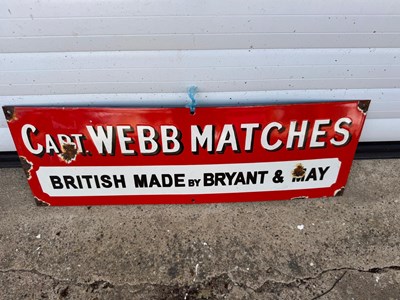 CAPT. WEBB MATCHES
BRITISH MADE BY BRYANT & MAY